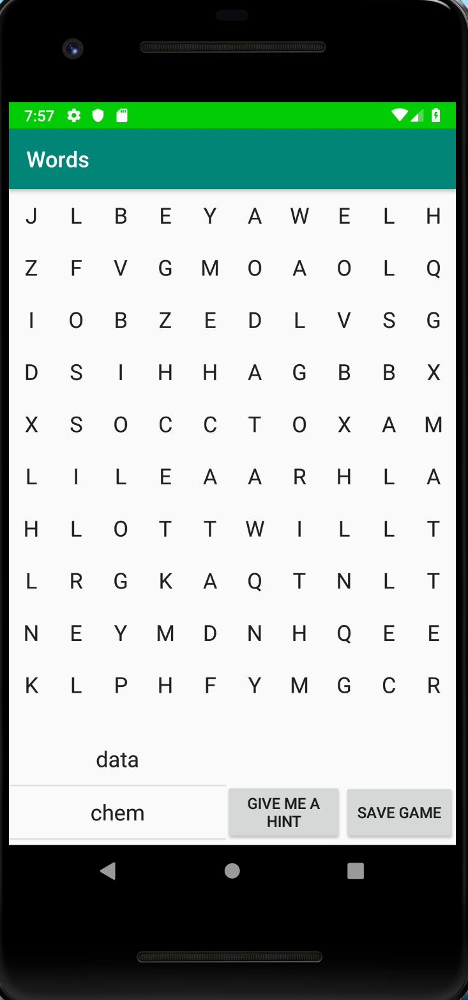 7:57
Words
J L B E Y A W E L H
Z F V G M O A O L Q
I O B Z E D L V S G
D S I H H A G B B X
X S O C C T O X A M
L I L E A A R H L A
H L O T T W I L L T
L R G K A Q T N L T
N E Y M D N H Q E E
K L P H F Y M G C R
data
chem
GIVE ME A
HINT
SAVE GAME